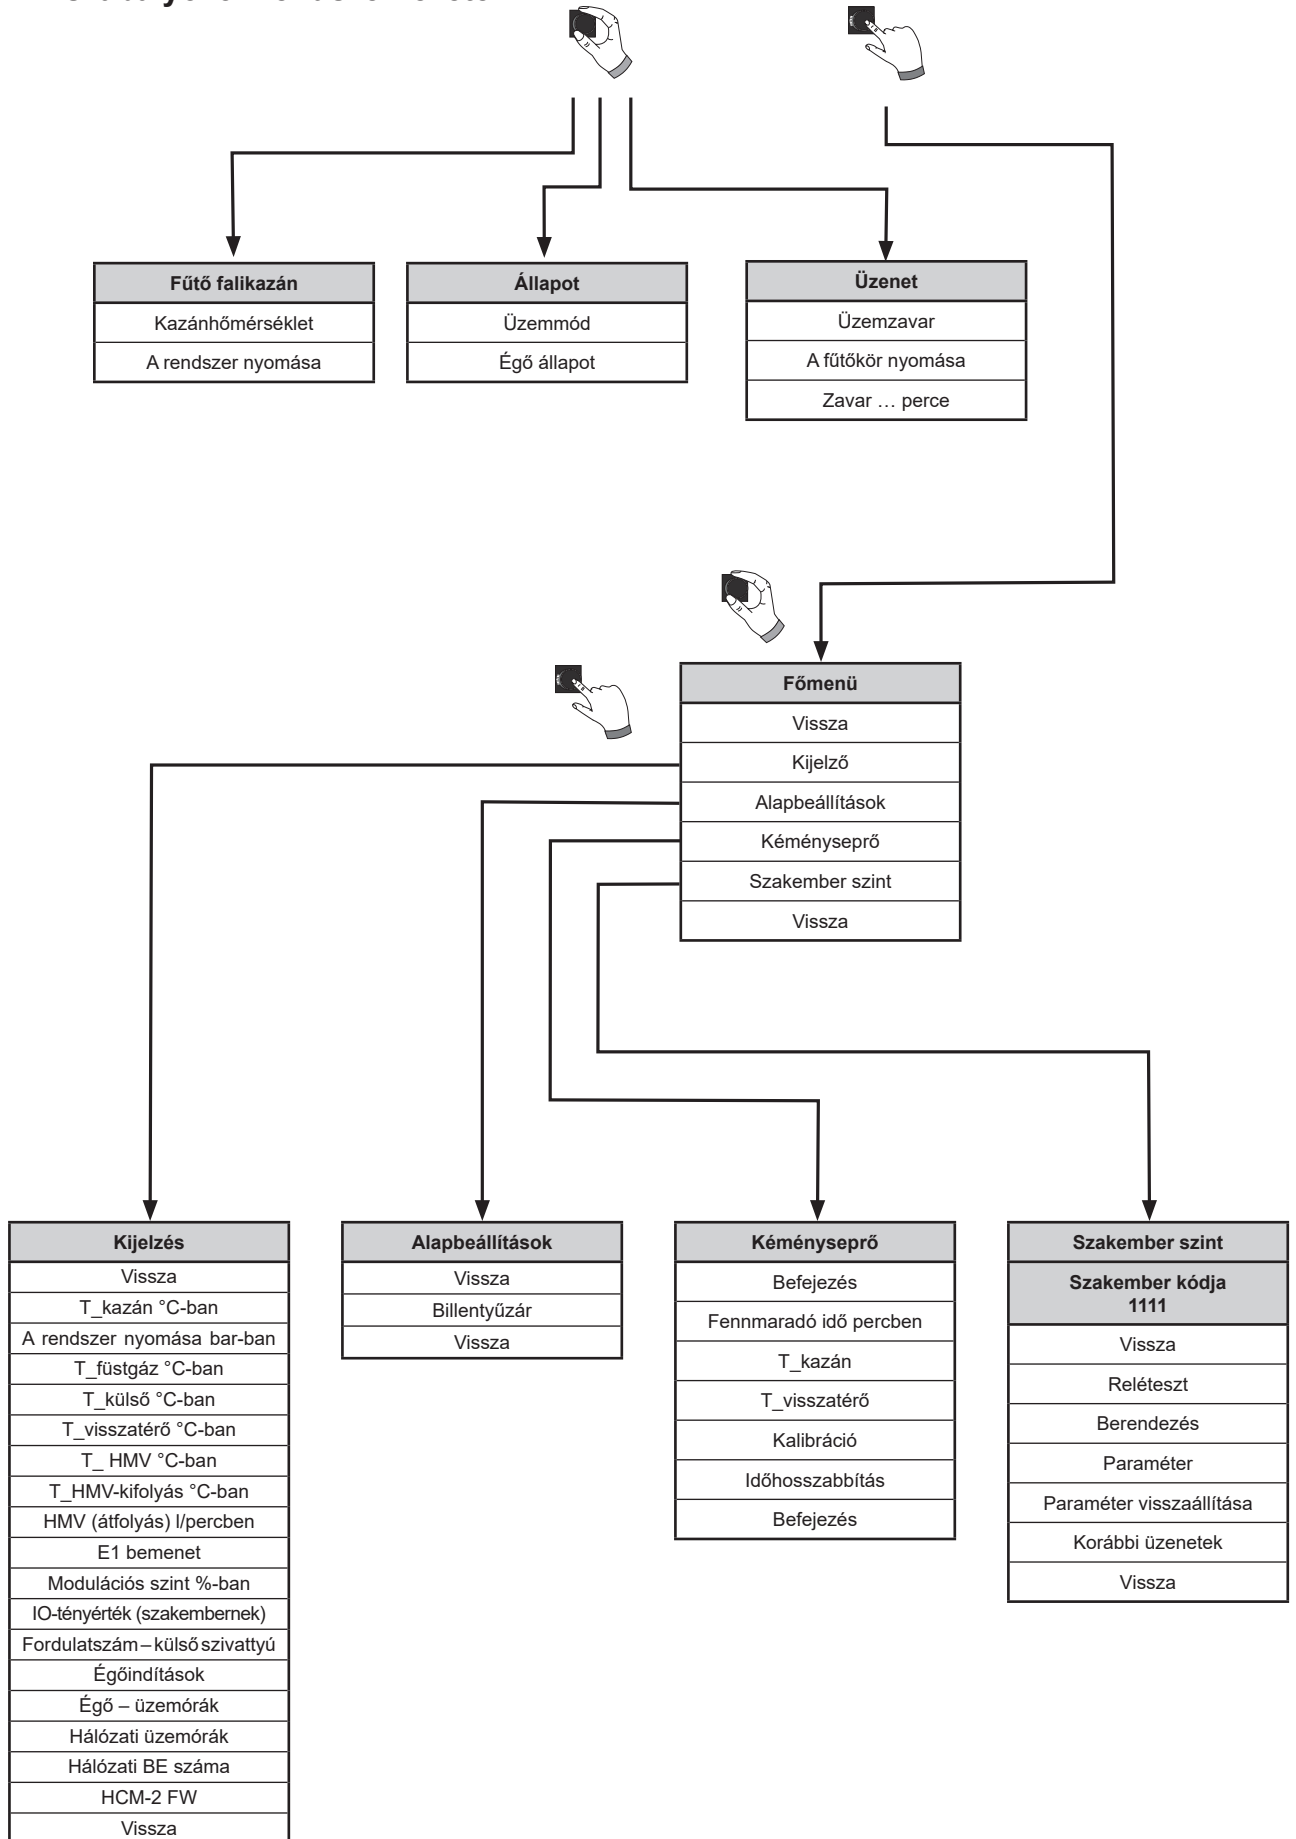 Fűtő falikazán
Kazánhőmérséklet
A rendszer nyomása
Állapot
Üzemmód
Égő állapot
Üzenet
Üzemzavar
A fűtőkör nyomása
Zavar … perce
Főmenü
Vissza
Kijelző
Alapbeállítások
Kéményseprő
Szakember szint
Vissza
Kijelzés
Vissza
T_kazán °C-ban
A rendszer nyomása bar-ban
T_füstgáz °C-ban
T_külső °C-ban
T_visszatérő °C-ban
T_ HMV °C-ban
T_HMV-kifolyás °C-ban
HMV (átfolyás) l/percben
E1 bemenet
Modulációs szint %-ban
IO-tényérték (szakembernek)
Fordulatszám – külső szivattyú
Égőindítások
Égő – üzemórák
Hálózati üzemórák
Hálózati BE száma
HCM-2 FW
Vissza
Alapbeállítások
Vissza
Billentyűzár
Vissza
Kéményseprő
Befejezés
Fennmaradó idő percben
T_kazán
T_visszatérő
Kalibráció
Időhosszabbítás
Befejezés
Szakember szint
Szakember kódja
1111
Vissza
Reléteszt
Berendezés
Paraméter
Paraméter visszaállítása
Korábbi üzenetek
Vissza